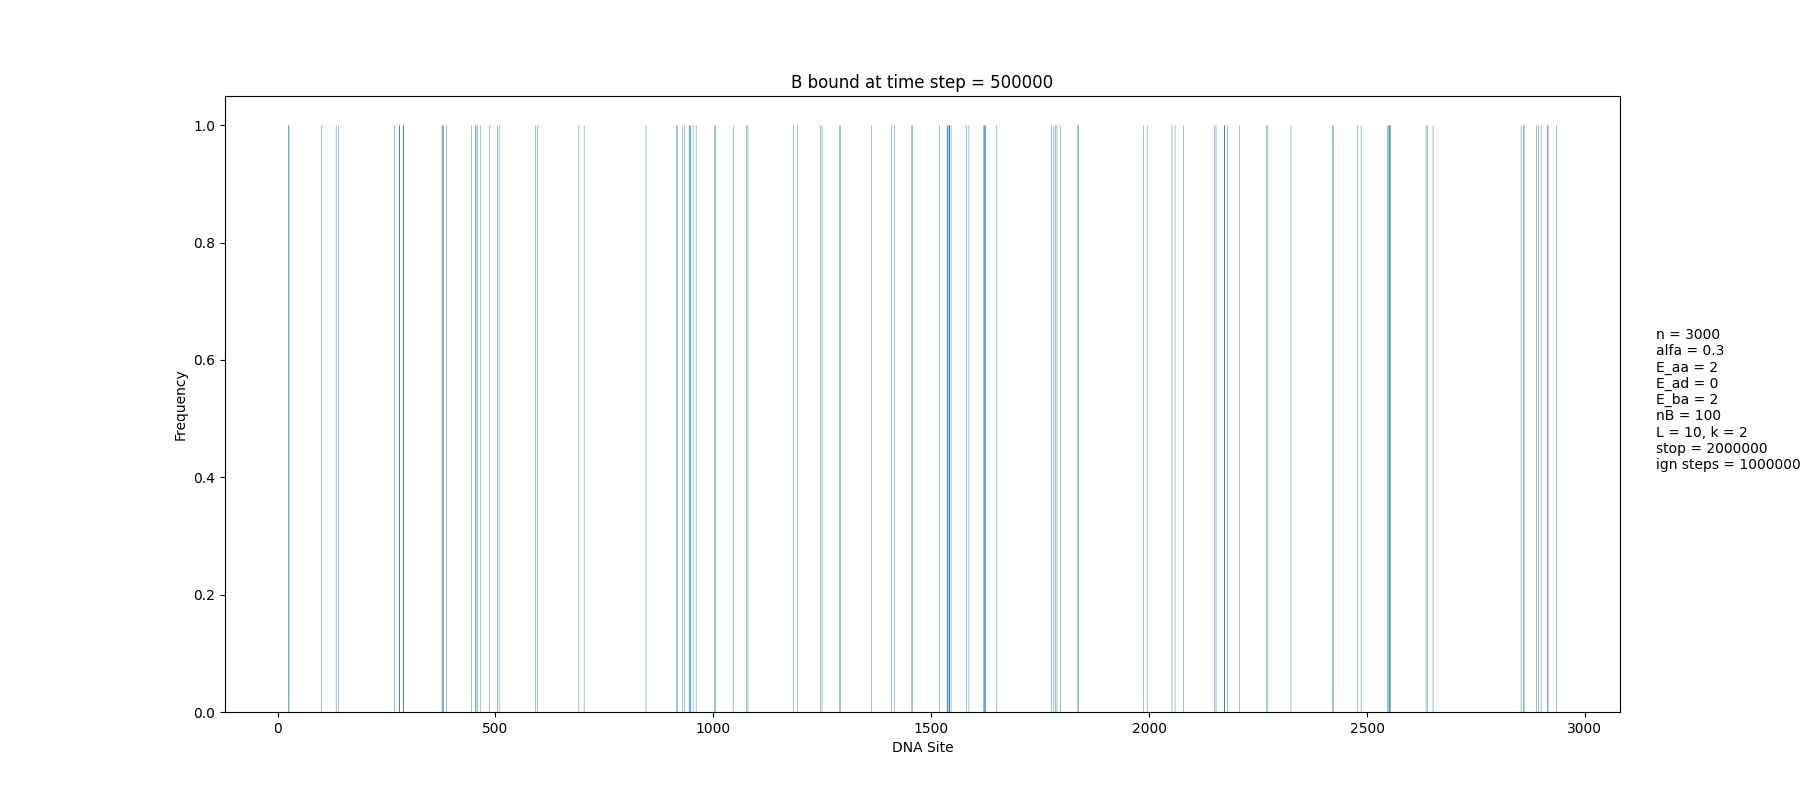 B bound at time step = 500000
1.0
0.8
0.6
0.4
0.2
0.0
Frequency
0 500 1000 1500 2000 2500 3000
DNA Site
n = 3000
alfa = 0.3
E_aa = 2
E_ad = 0
E_ba = 2
nB = 100
L = 10, k = 2
stop = 2000000
ign steps = 1000000